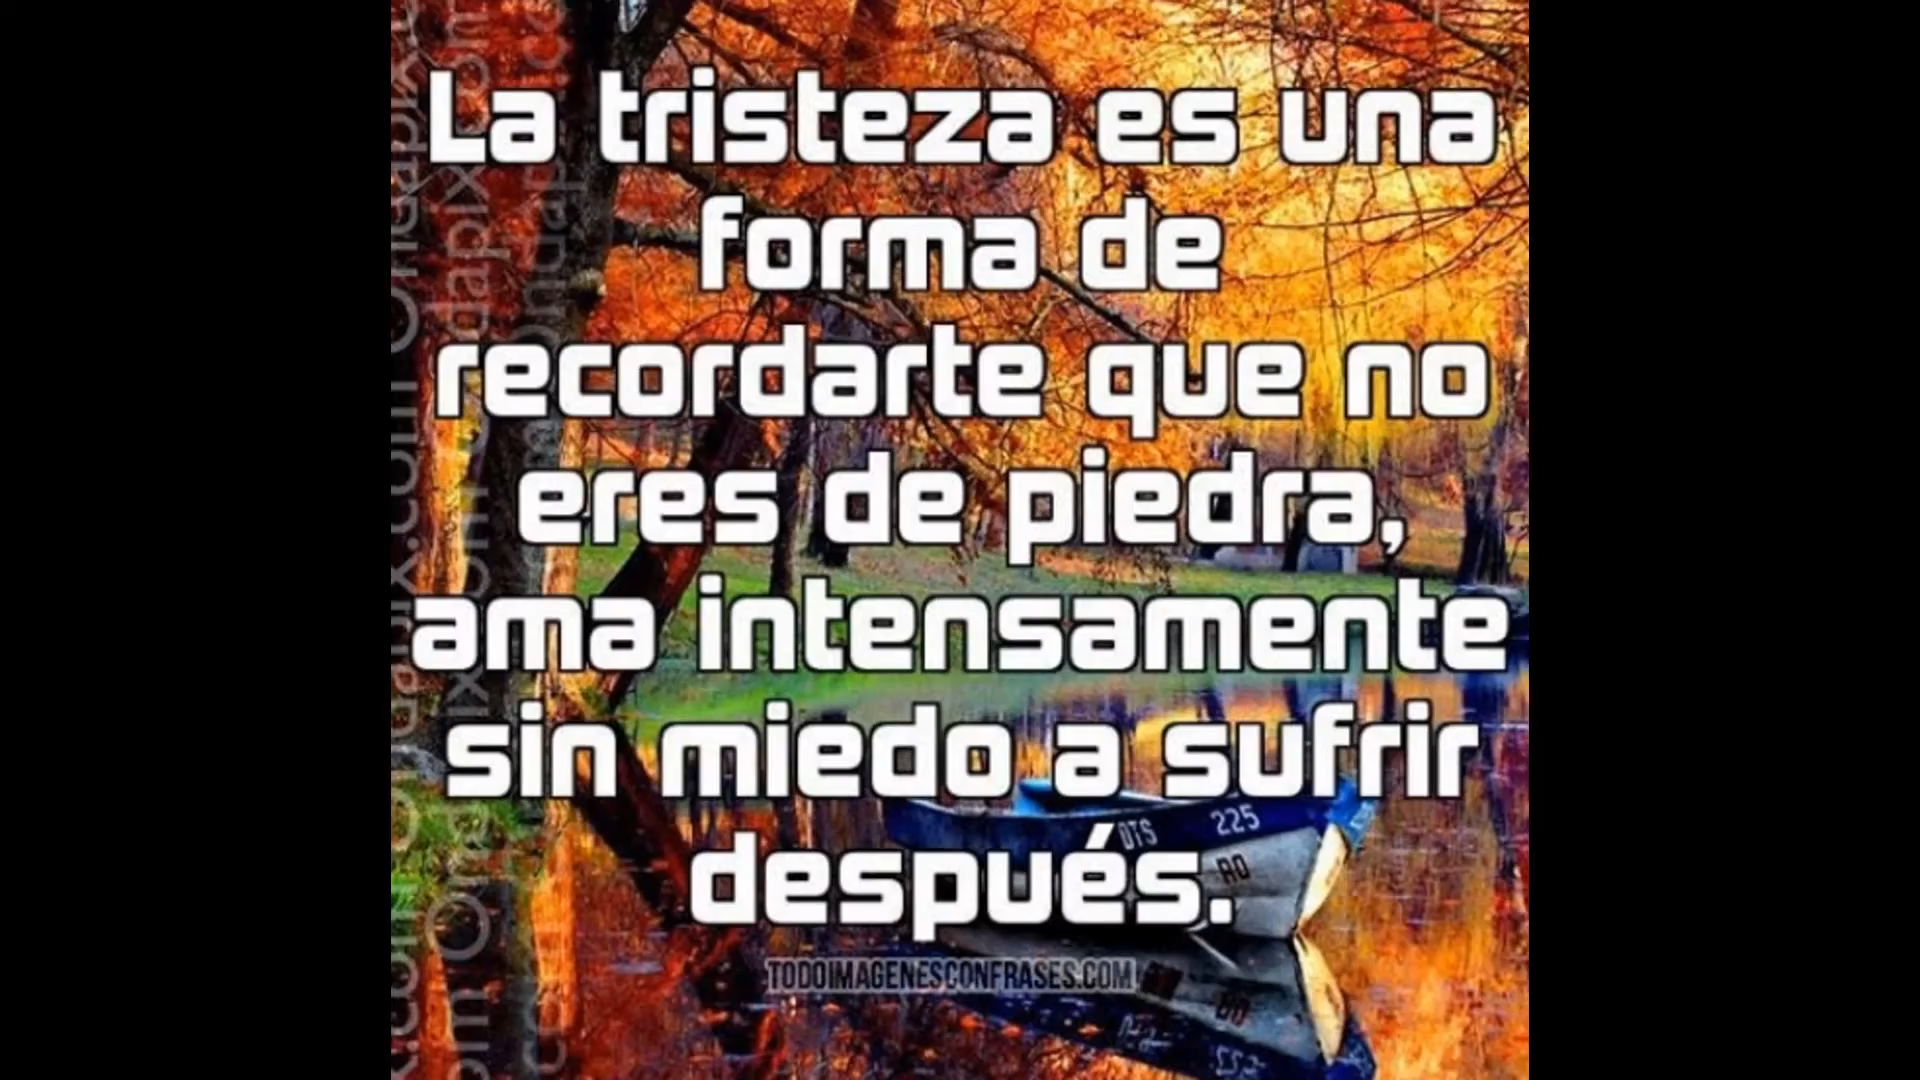 La tristeza es una
forma de
recordarte que no
eres de piedra,
ama intensamente
sin miedo a sufrir
después.
DTS 225
RO
TODOIMAGENESCONFRASES.COM